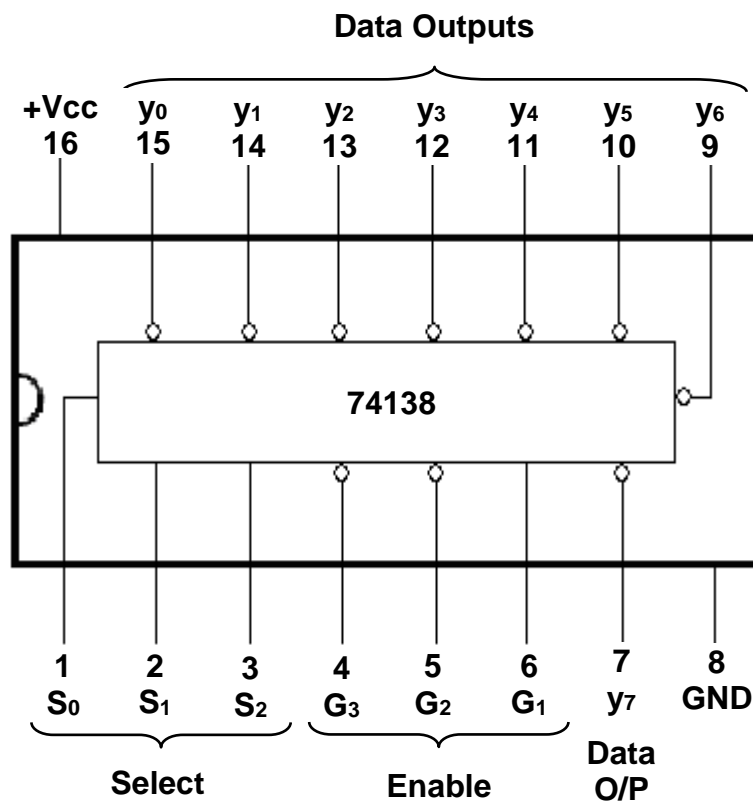 Data Outputs
+Vcc y0 y1 y2 y3 y4 y5 y6
16 15 14 13 12 11 10 9
74138
1 2 3 4 5 6 7 8
S0 S1 S2 G3 G2 G1 y7 GND
Select Enable Data
O/P